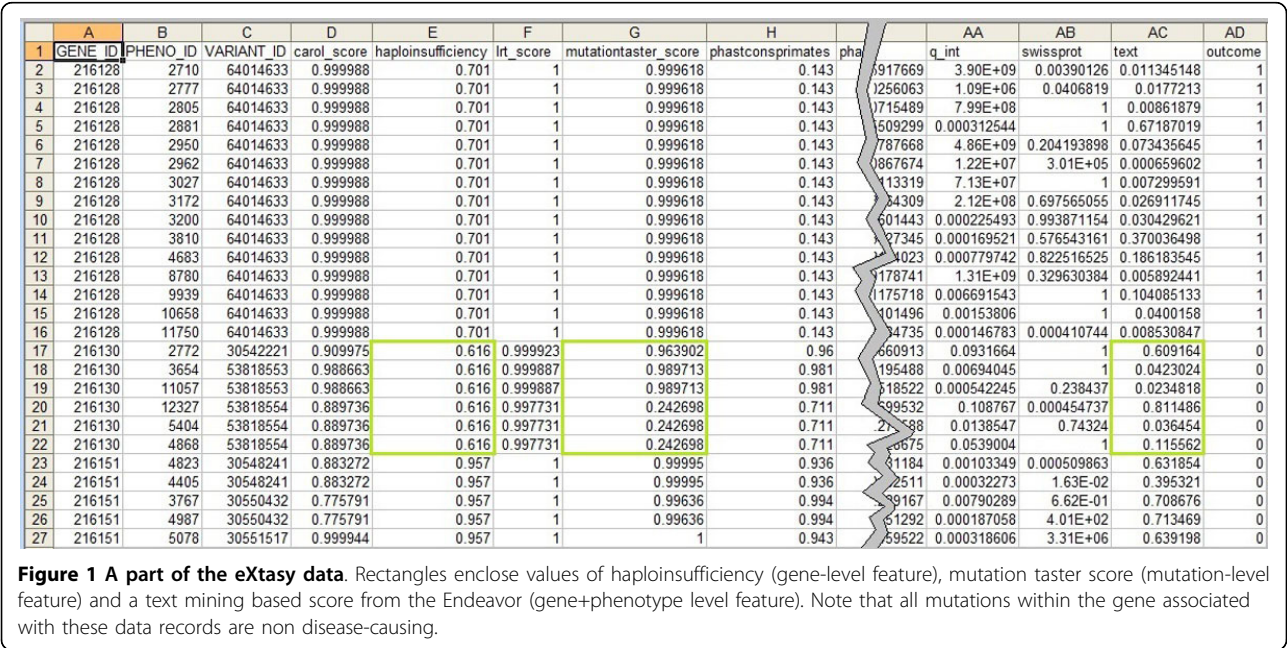 A B C D E F G H AA AB AC AD
1 GENE_ID PHENO_ID VARIANT_ID carol_score haploinsufficiency lrt_score mutationtaster_score phastconsprimates pha q_int swissprot text outcome
2 216128 2710 64014633 0.999988 0.701 1 0.999618 0.143 917669 3.90E+09 0.00390126 0.011345148 1
3 216128 2777 64014633 0.999988 0.701 1 0.999618 0.143 256063 1.09E+06 0.0406819 0.0177213 1
4 216128 2805 64014633 0.999988 0.701 1 0.999618 0.143 715489 7.99E+08 1 0.00861879 1
5 216128 2881 64014633 0.999988 0.701 1 0.999618 0.143 509299 0.000312544 1 0.67187019 1
6 216128 2950 64014633 0.999988 0.701 1 0.999618 0.143 787668 4.86E+09 0.204193898 0.073435645 1
7 216128 2962 64014633 0.999988 0.701 1 0.999618 0.143 867674 1.22E+07 3.01E+05 0.000659602 1
8 216128 3027 64014633 0.999988 0.701 1 0.999618 0.143 113319 7.13E+07 1 0.007299591 1
9 216128 3172 64014633 0.999988 0.701 1 0.999618 0.143 54309 2.12E+08 0.697565055 0.026911745 1
10 216128 3200 64014633 0.999988 0.701 1 0.999618 0.143 601443 0.000225493 0.993871154 0.030429621 1
11 216128 3810 64014633 0.999988 0.701 1 0.999618 0.143 27345 0.000169521 0.576543161 0.370036498 1
12 216128 4683 64014633 0.999988 0.701 1 0.999618 0.143 4023 0.000779742 0.822516525 0.186183545 1
13 216128 8780 64014633 0.999988 0.701 1 0.999618 0.143 178741 1.31E+09 0.329630384 0.005892441 1
14 216128 9939 64014633 0.999988 0.701 1 0.999618 0.143 175718 0.006691543 1 0.104085133 1
15 216128 10658 64014633 0.999988 0.701 1 0.999618 0.143 401496 0.00153806 1 0.0400158 1
16 216128 11750 64014633 0.999988 0.701 1 0.999618 0.143 34735 0.000146783 0.000410744 0.008530847 1
17 216130 2772 30542221 0.909975 0.616 0.999923 0.963902 0.96 660913 0.0931664 1 0.609164 0
18 216130 3654 53818553 0.988663 0.616 0.999887 0.989713 0.981 195488 0.00694045 1 0.0423024 0
19 216130 11057 53818553 0.988663 0.616 0.999887 0.989713 0.981 518522 0.000542245 0.238437 0.0234818 0
20 216130 12327 53818554 0.889736 0.616 0.997731 0.242698 0.711 99532 0.108767 0.000454737 0.811486 0
21 216130 5404 53818554 0.889736 0.616 0.997731 0.242698 0.711 88 0.0138547 0.74324 0.036454 0
22 216130 4868 53818554 0.889736 0.616 0.997731 0.242698 0.711 675 0.0539004 1 0.115562 0
23 216151 4823 30548241 0.883272 0.957 1 0.99995 0.936 1184 0.00103349 0.000509863 0.631854 0
24 216151 4405 30548241 0.883272 0.957 1 0.99995 0.936 2511 0.00032273 1.63E-02 0.395321 0
25 216151 3767 30550432 0.775791 0.957 1 0.99636 0.994 9167 0.00790289 6.62E-01 0.708676 0
26 216151 4987 30550432 0.775791 0.957 1 0.99636 0.994 51292 0.000187058 4.01E+02 0.713469 0
27 216151 5078 30551517 0.999944 0.957 1 1 0.943 59522 0.000318606 3.31E+06 0.639198 0
Figure 1 A part of the eXtasy data. Rectangles enclose values of haploinsufficiency (gene-level feature), mutation taster score (mutation-level
feature) and a text mining based score from the Endeavor (gene+phenotype level feature). Note that all mutations within the gene associated
with these data records are non disease-causing.